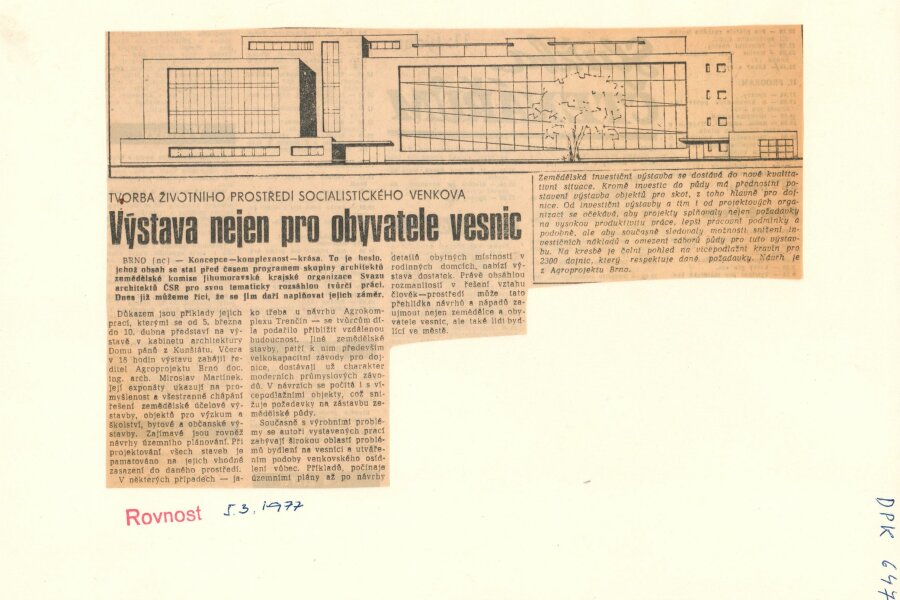 TVORBA ŽIVOTNÍHO PROSTŘEDÍ SOCIALISTICKÉHO VENKOVA
Výstava nejen pro obyvatele vesnic
BRNO (nc) — Koncepce—komplexnost—krása. To je heslo,
jehož obsah se stal před časem programem skupiny architektů
zemědělské komise Jihomoravské krajské organizace Svazu
architektů ČSR pro svou tematicky rozsáhlou tvůrčí práci.
Dnes již můžeme říci, že se jim daří naplňovat jejich záměr.
Důkazem jsou příklady jejich
prací, kterými se od 5. března
do 10. dubna představí na vý-
stavě v kabinetu architektury
Domu pánů z Kunštátu. Včera
v 16 hodin výstavu zahájil ře-
ditel Agroprojektu Brno doc.
ing. arch. Miroslav Martínek.
Její exponáty ukazují na pro-
myšlenost a všestranné chápání
řešení zemědělské účelové vý-
stavby, objektů pro výzkum a
školství, bytové a občanské vý-
stavby. Zajímavé jsou rovněž
návrhy územního plánování. Při
projektování všech staveb je
pamatováno na jejich vhodné
zasazení do daného prostředí.
V některých případech — ja-
ko třeba u návrhu Agrokom-
plexu Trenčín — se tvůrcům dí-
la podařilo přiblížit vzdálenou
budoucnost. Jiné zemědělské
stavby, patří k nim především
velkokapacitní závody pro doj-
nice, dostávají už charakter
moderních průmyslových závo-
dů. V návrzích se počítá i s ví-
cepodlažními objekty, což sni-
žuje požadavky na zástavbu ze-
mědělské půdy.
Současně s výrobními problé-
my se autoři vystavených prací
zabývají širokou oblastí problé-
mů bydlení na vesnici a utváře-
ním podoby venkovského osíd-
lení vůbec. Příkladů, počínaje
územními plány až po návrhy
detailů obytných místností v
rodinných domcích, nabízí vý-
stava dostatek. Právě obsáhlou
rozmanitostí v řešení vztahu
člověk—prostředí může tato
přehlídka návrhů a nápadů za-
ujmout nejen zemědělce a oby-
vatele vesnic, ale také lidi byd-
lící ve městě.
Zemědělská investiční výstavba se dostává do nové kvalita-
tivní situace. Kromě investic do půdy má přednostní po-
stavení výstavba objektů pro skot, z toho hlavně pro doj-
nice. Od investiční výstavby a tím i od projektových orga-
nizací se očekává, aby projekty splňovaly nejen požadavky
na vysokou produktivitu práce, lepší pracovní podmínky a
podobně, ale aby současně sledovaly možnosti snížení in-
vestičních nákladů a omezení záborů půdy pro tuto výstav-
bu. Na kresbě je čelní pohled na vícepodlažní kravín pro
2300 dojnic, který respektuje dané požadavky. Návrh je
z Agroprojektu Brno.
Rovnost 5.3.1977
DPK 647